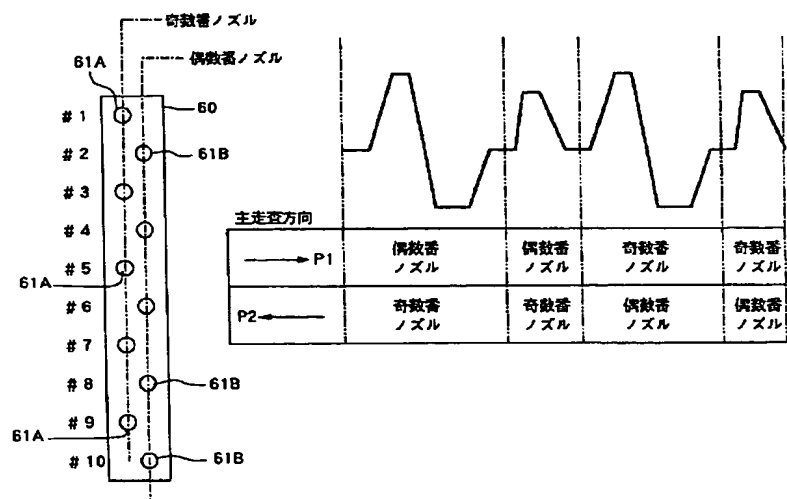 奇数番ノズル
偶数番ノズル
61A
60
#1
#2
61B
#3
#4
#5
61A
#6
#7
#8
61B
#9
61A
#10
61B
主走査方向
P1
偶数番
ノズル
偶数番
ノズル
奇数番
ノズル
奇数番
ノズル
P2
奇数番
ノズル
奇数番
ノズル
偶数番
ノズル
偶数番
ノズル